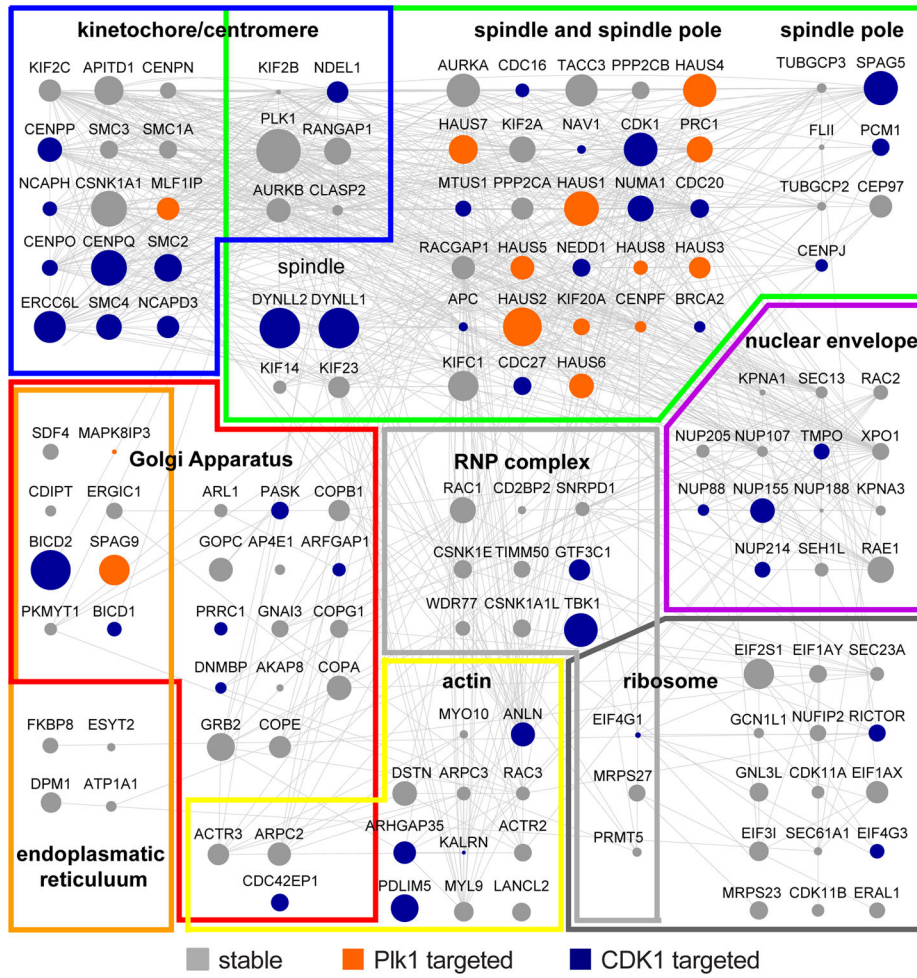 kinetochore/centromere
spindle and spindle pole
spindle pole
KIF2C APITD1 CENPN KIF2B NDEL1 AURKA CDC16 TACC3 PPP2CB HAUS4 TUBGCP3 SPAG5
CENPP SMC3 SMC1A PLK1 RANGAP1 HAUS7 KIF2A NAV1 CDK1 PRC1 FLII PCM1
NCAPH CSNK1A1 MLF1IP AURKB CLASP2 MTUS1 PPP2CA HAUS1 NUMA1 CDC20 TUBGCP2 CEP97
CENPO CENPQ SMC2 spindle RACGAP1 HAUS5 NEDD1 HAUS8 HAUS3 CENPJ
ERCC6L SMC4 NCAPD3 DYNLL2 DYNLL1 APC HAUS2 KIF20A CENPF BRCA2
nuclear envelope
KIF14 KIF23 KIFC1 CDC27 HAUS6 KPNA1 SEC13 RAC2
SDF4 MAPK8IP3 NUP205 NUP107 TMPO XPO1
Golgi Apparatus RNP complex
CDIPT ERGIC1 ARL1 PASK COPB1 RAC1 CD2BP2 SNRPD1 NUP88 NUP155 NUP188 KPNA3
BICD2 SPAG9 GOPC AP4E1 ARFGAP1 CSNK1E TIMM50 GTF3C1 NUP214 SEH1L RAE1
PKMYT1 BICD1 PRRC1 GNAI3 COPG1 WDR77 CSNK1A1L TBK1
DNMBP AKAP8 COPA EIF2S1 EIF1AY SEC23A
actin ribosome
FKBP8 ESYT2 GRB2 COPE MYO10 ANLN EIF4G1 GCN1L1 NUFIP2 RICTOR
DPM1 ATP1A1 DSTN ARPC3 RAC3 MRPS27 GNL3L CDK11A EIF1AX
ACTR3 ARPC2 ARHGAP35 KALRN ACTR2 PRMT5 EIF3I SEC61A1 EIF4G3
endoplasmatic
reticuluum
CDC42EP1 PDLIM5 MYL9 LANCL2 MRPS23 CDK11B ERAL1
stable Plk1 targeted CDK1 targeted